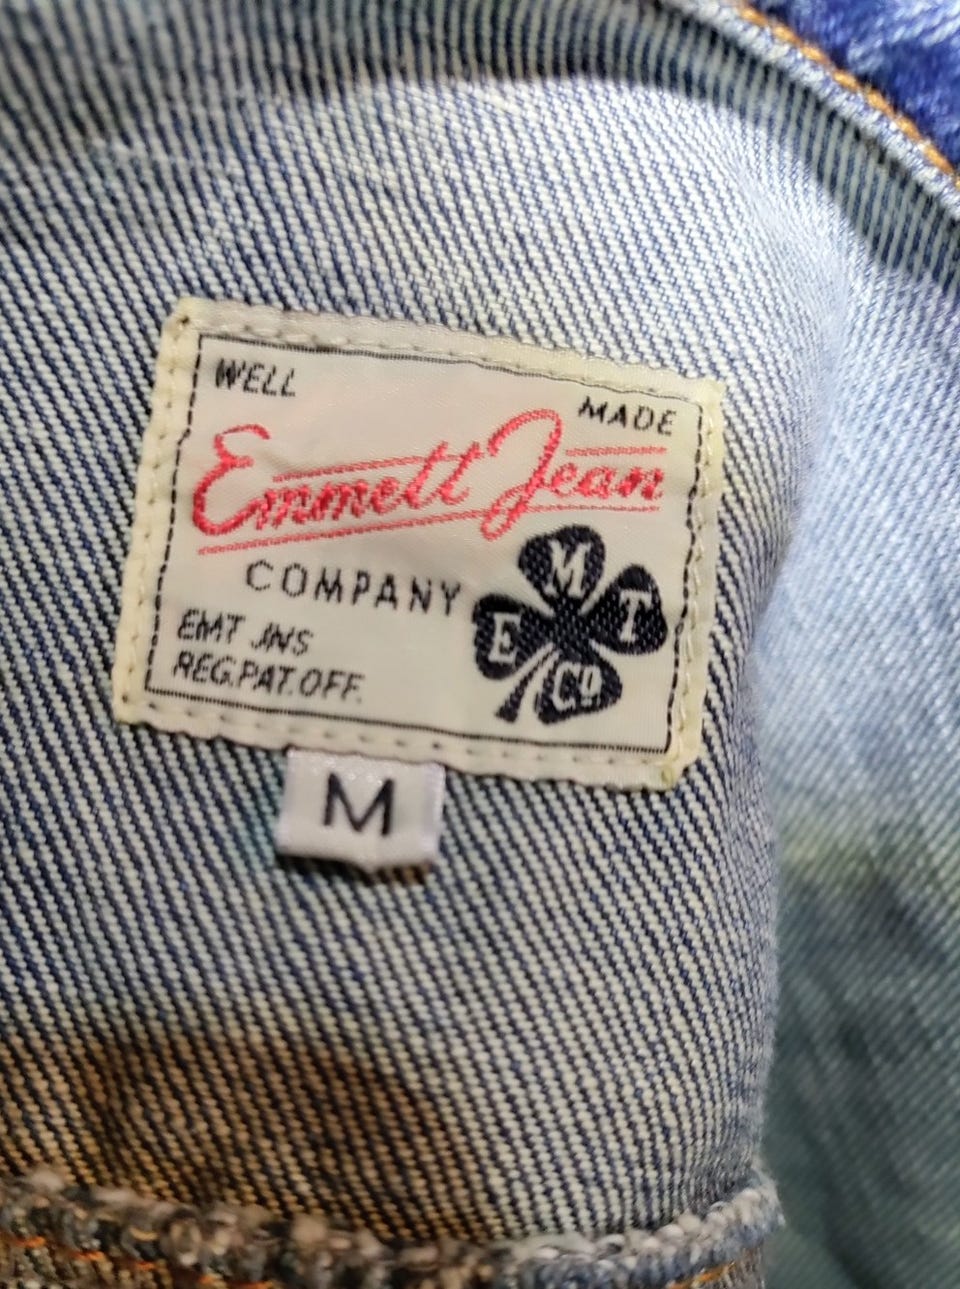 WELL
MADE
Emmett Jean
COMPANY
EMT JNS
REG.PAT.OFF.
M
E T
CO
M